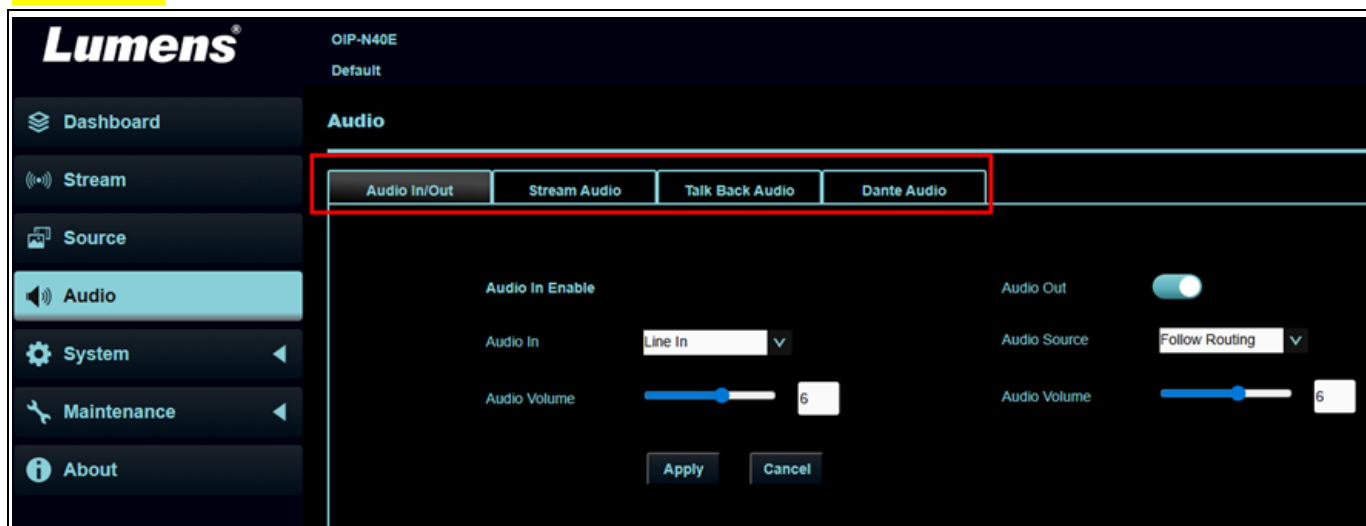 Lumens®
OIP-N40E
Default
Dashboard
Stream
Source
Audio
System
Maintenance
About
Audio
Audio In/Out Stream Audio Talk Back Audio Dante Audio
Audio In Enable
Audio In Line In
Audio Volume 6
Apply Cancel
Audio Out
Audio Source Follow Routing
Audio Volume 6